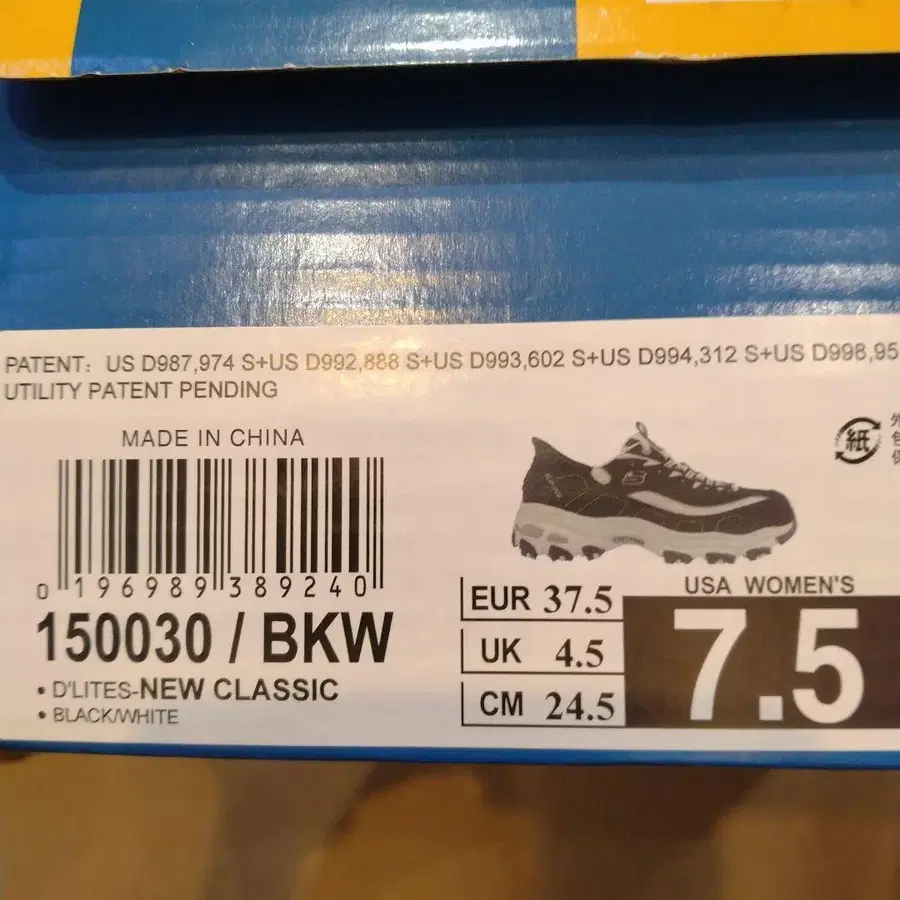 PATENT: US D987,974 S+US D992,888 S+US D993,602 S+US D994,312 S+US D998,95
UTILITY PATENT PENDING
MADE IN CHINA
紙
0 196989 389240
150030 / BKW
• D'LITES-NEW CLASSIC
• BLACK/WHITE
EUR 37.5
UK 4.5
CM 24.5
USA WOMEN'S
7.5